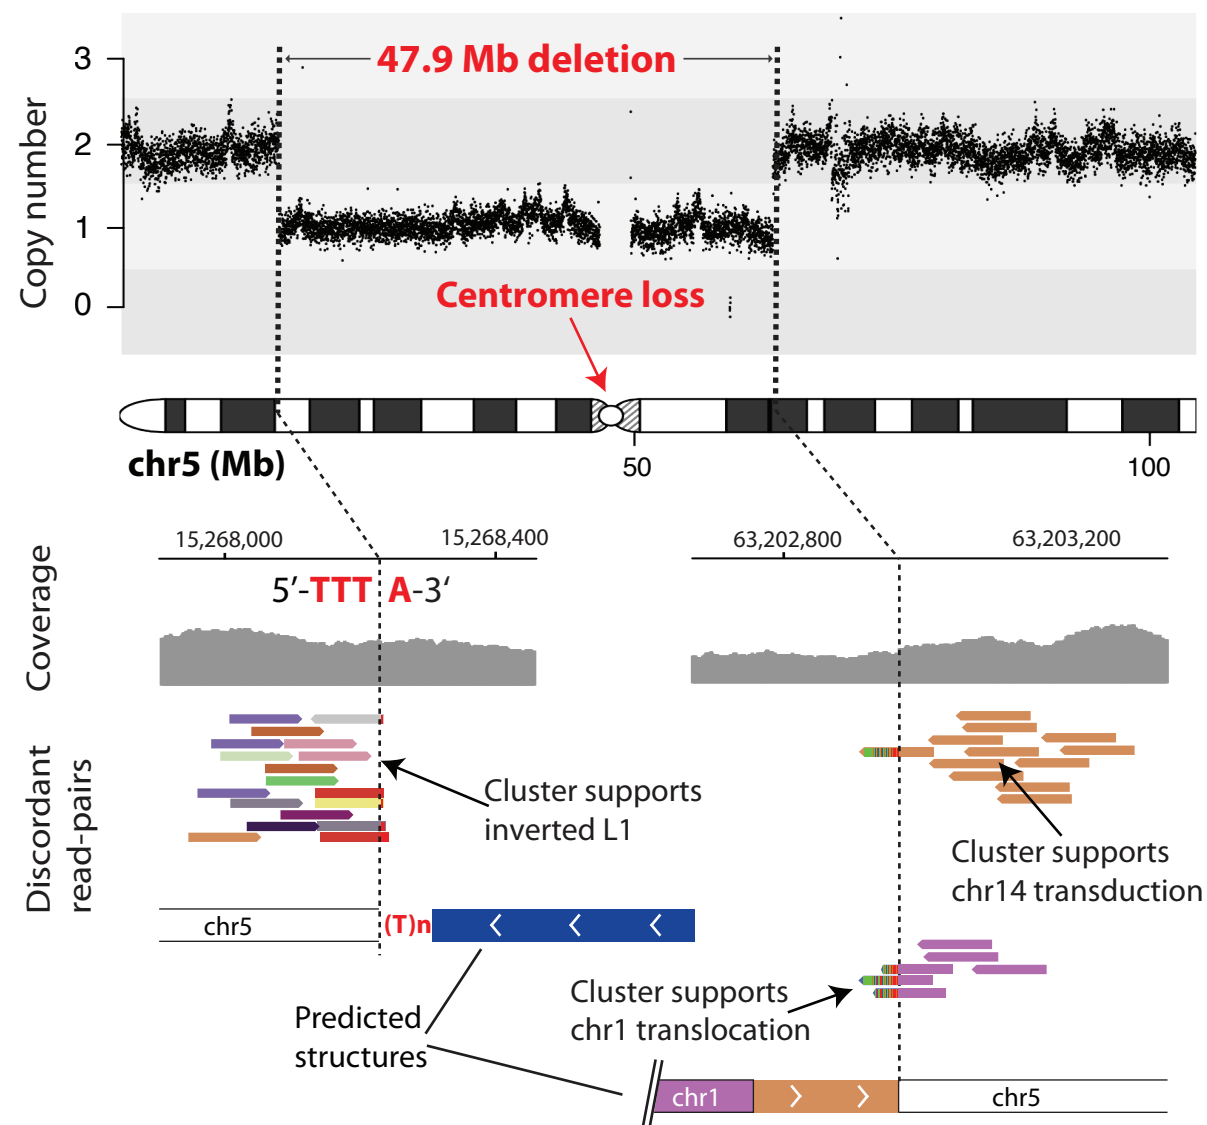 3
47.9 Mb deletion
2
Copy number
1
Centromere loss
0
chr5 (Mb)
50
100
15,268,000
15,268,400
63,202,800
63,203,200
5′-TTT A-3‘
Coverage
Discordant
read-pairs
Cluster supports
inverted L1
Cluster supports
chr14 transduction
chr5
(T)n
Cluster supports
chr1 translocation
Predicted
structures
chr1
chr5